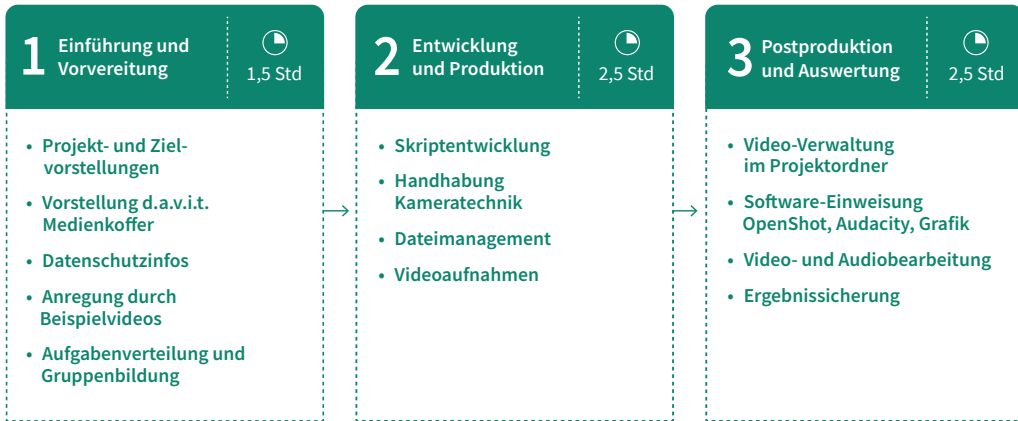 1
Einführung und
Vorvereitung
1,5 Std
• Projekt- und Ziel-
vorstellungen
• Vorstellung d.a.v.i.t.
Medienkoffer
• Datenschutzinfos
• Anregung durch
Beispielvideos
• Aufgabenverteilung und
Gruppenbildung
2
Entwicklung
und Produktion
2,5 Std
• Skriptentwicklung
• Handhabung
Kameratechnik
• Dateimanagement
• Videoaufnahmen
3
Postproduktion
und Auswertung
2,5 Std
• Video-Verwaltung
im Projektordner
• Software-Einweisung
OpenShot, Audacity, Grafik
• Video- und Audiobearbeitung
• Ergebnissicherung